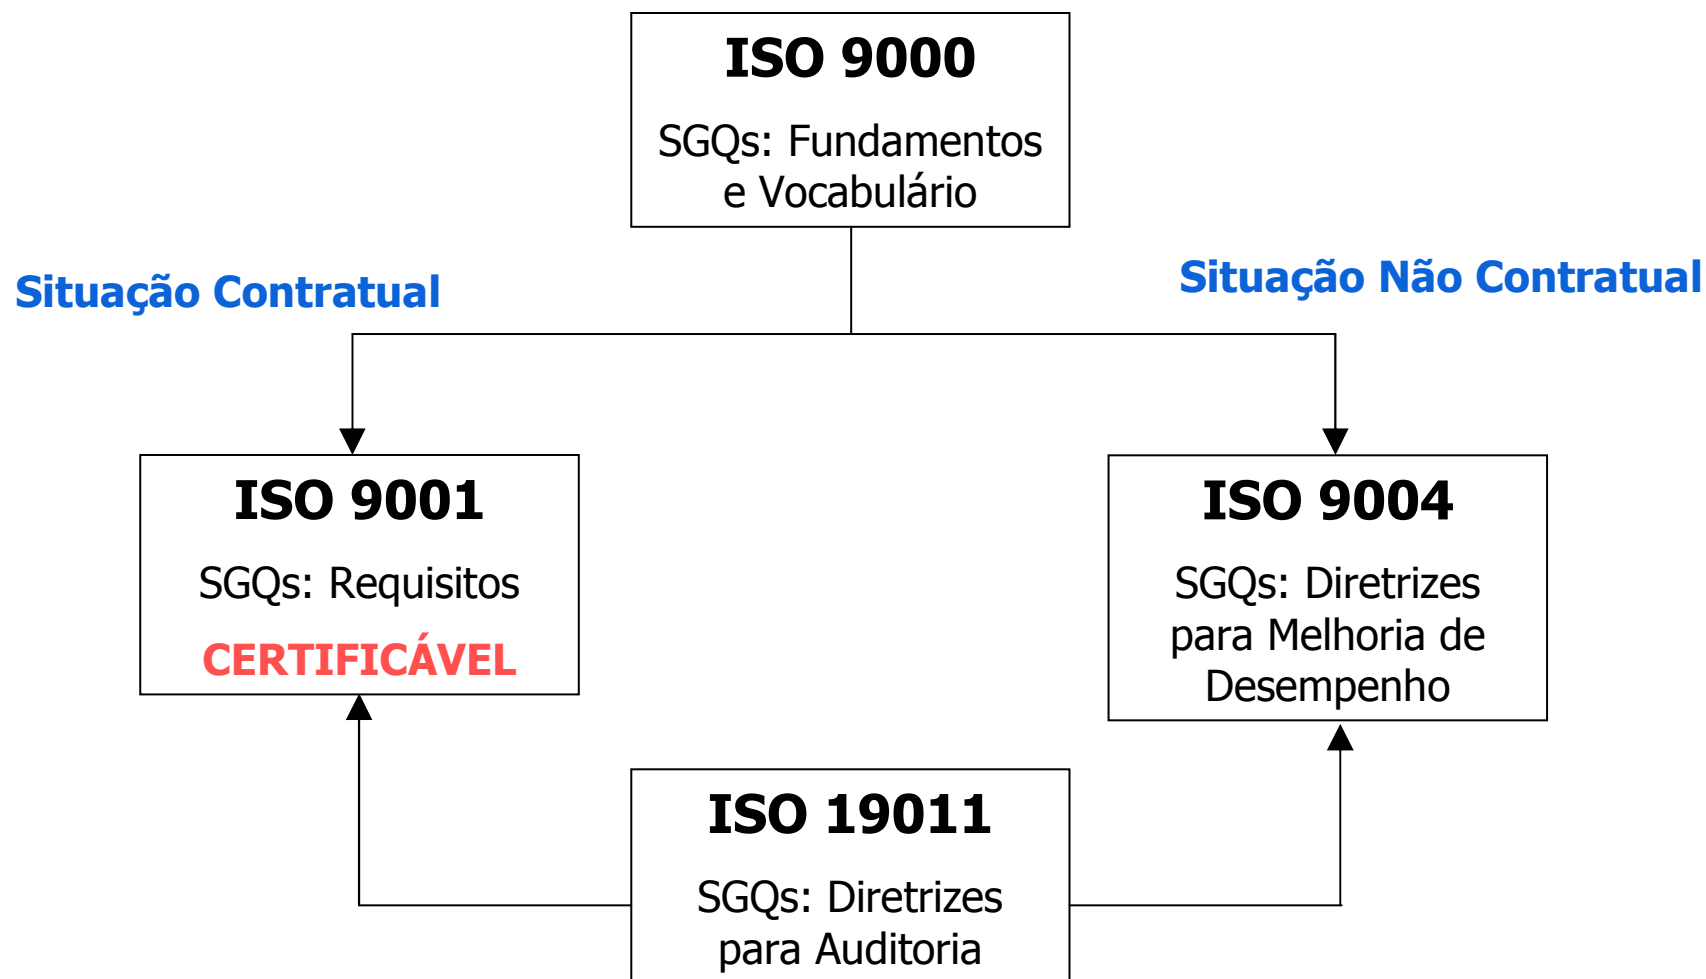 ISO 9000
SGQs: Fundamentos
e Vocabulário
Situação Contratual
Situação Não Contratual
ISO 9001
SGQs: Requisitos
CERTIFICÁVEL
ISO 9004
SGQs: Diretrizes
para Melhoria de
Desempenho
ISO 19011
SGQs: Diretrizes
para Auditoria